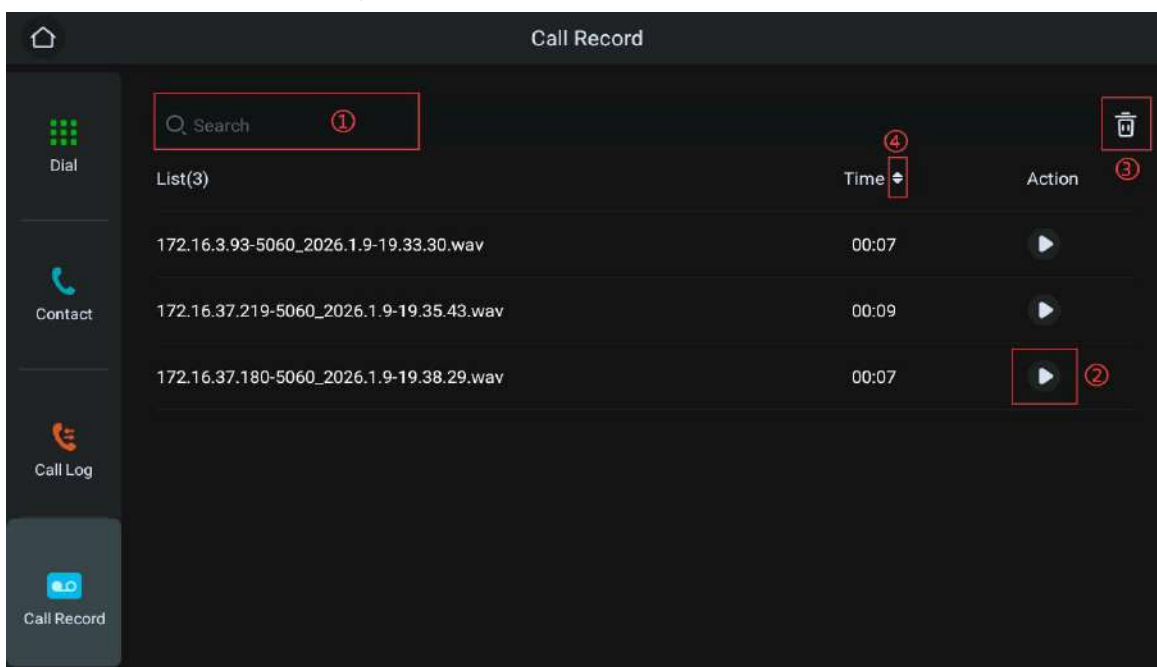 Call Record
Search ①
④
Dial
List(3) Time Action ③
172.16.3.93-5060_2026.1.9-19.33.30.wav 00:07
Contact
172.16.37.219-5060_2026.1.9-19.35.43.wav 00:09
172.16.37.180-5060_2026.1.9-19.38.29.wav 00:07 ②
Call Log
Call Record